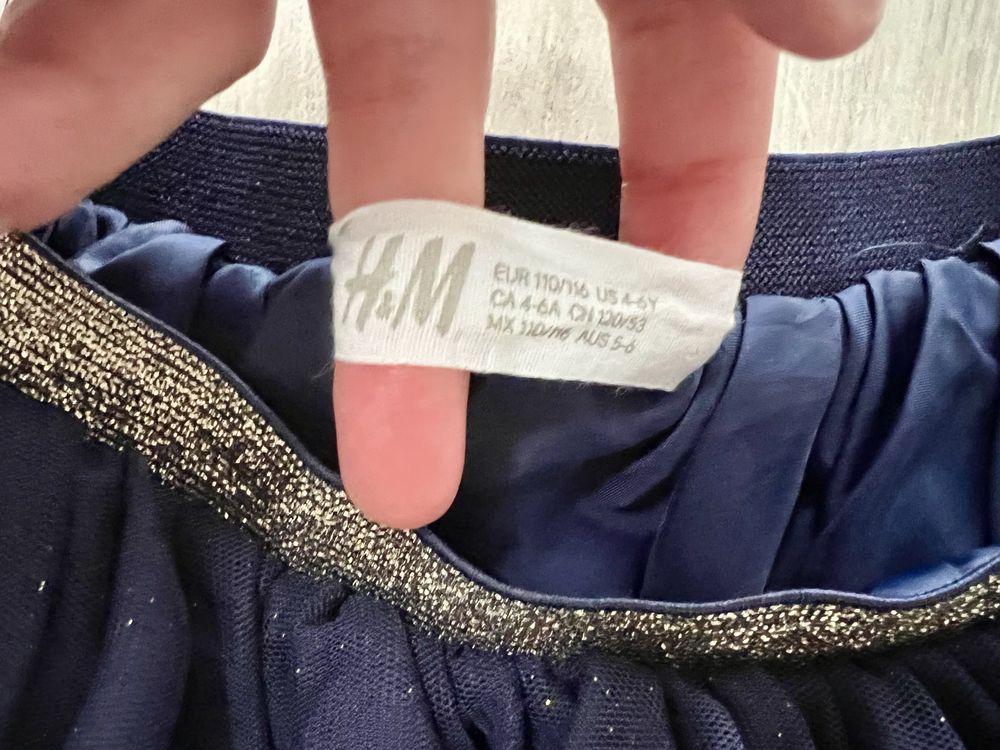 H&M
EUR 110/116 US 4-6Y
CA 4-6A CN 120/53
MX 110/116 AUS 5-6